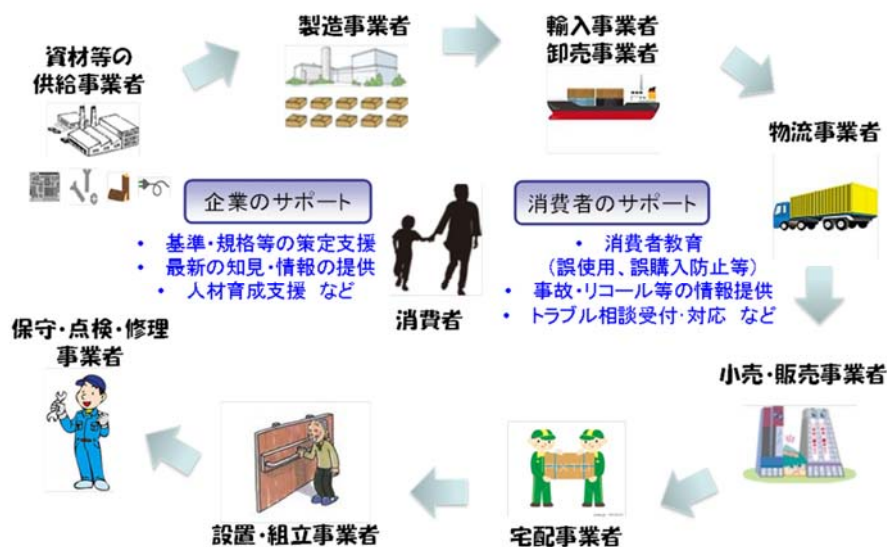 製造事業者
輸入事業者
卸売事業者
資材等の
供給事業者
物流事業者
企業のサポート
・ 基準・規格等の策定支援
・ 最新の知見・情報の提供
・ 人材育成支援 など
消費者のサポート
・ 消費者教育
(誤使用、誤購入防止等)
・ 事故・リコール等の情報提供
・ トラブル相談受付・対応 など
消費者
保守・点検・修理
事業者
小売・販売事業者
設置・組立事業者
宅配事業者